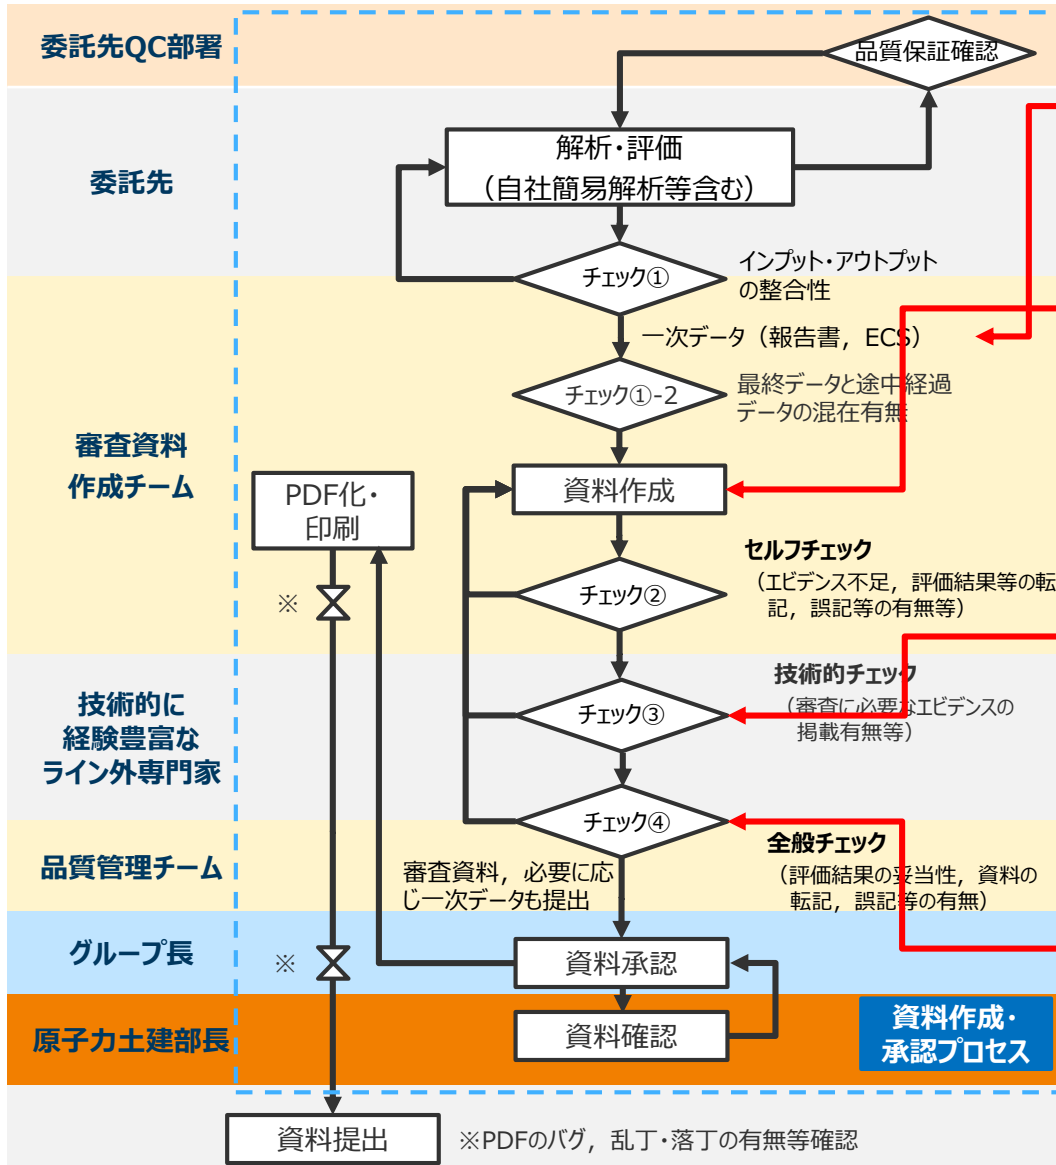 委託先QC部署
品質保証確認
委託先
解析・評価
（自社簡易解析等含む）
チェック①
インプット・アウトプット
の整合性
一次データ（報告書，ECS）
チェック①-2
最終データと途中経過
データの混在有無
審査資料
作成チーム
資料作成
PDF化・
印刷
※
チェック②
セルフチェック
（エビデンス不足，評価結果等の転
記，誤記等の有無等）
技術的に
経験豊富な
ライン外専門家
チェック③
技術的チェック
（審査に必要なエビデンスの
掲載有無等）
チェック④
品質管理チーム
全般チェック
（評価結果の妥当性，資料の
転記，誤記等の有無）
審査資料，必要に応
じ一次データも提出
グループ長
※
資料承認
原子力土建部長
資料確認
資料作成・
承認プロセス
資料提出
※PDFのバグ，乱丁・落丁の有無等確認